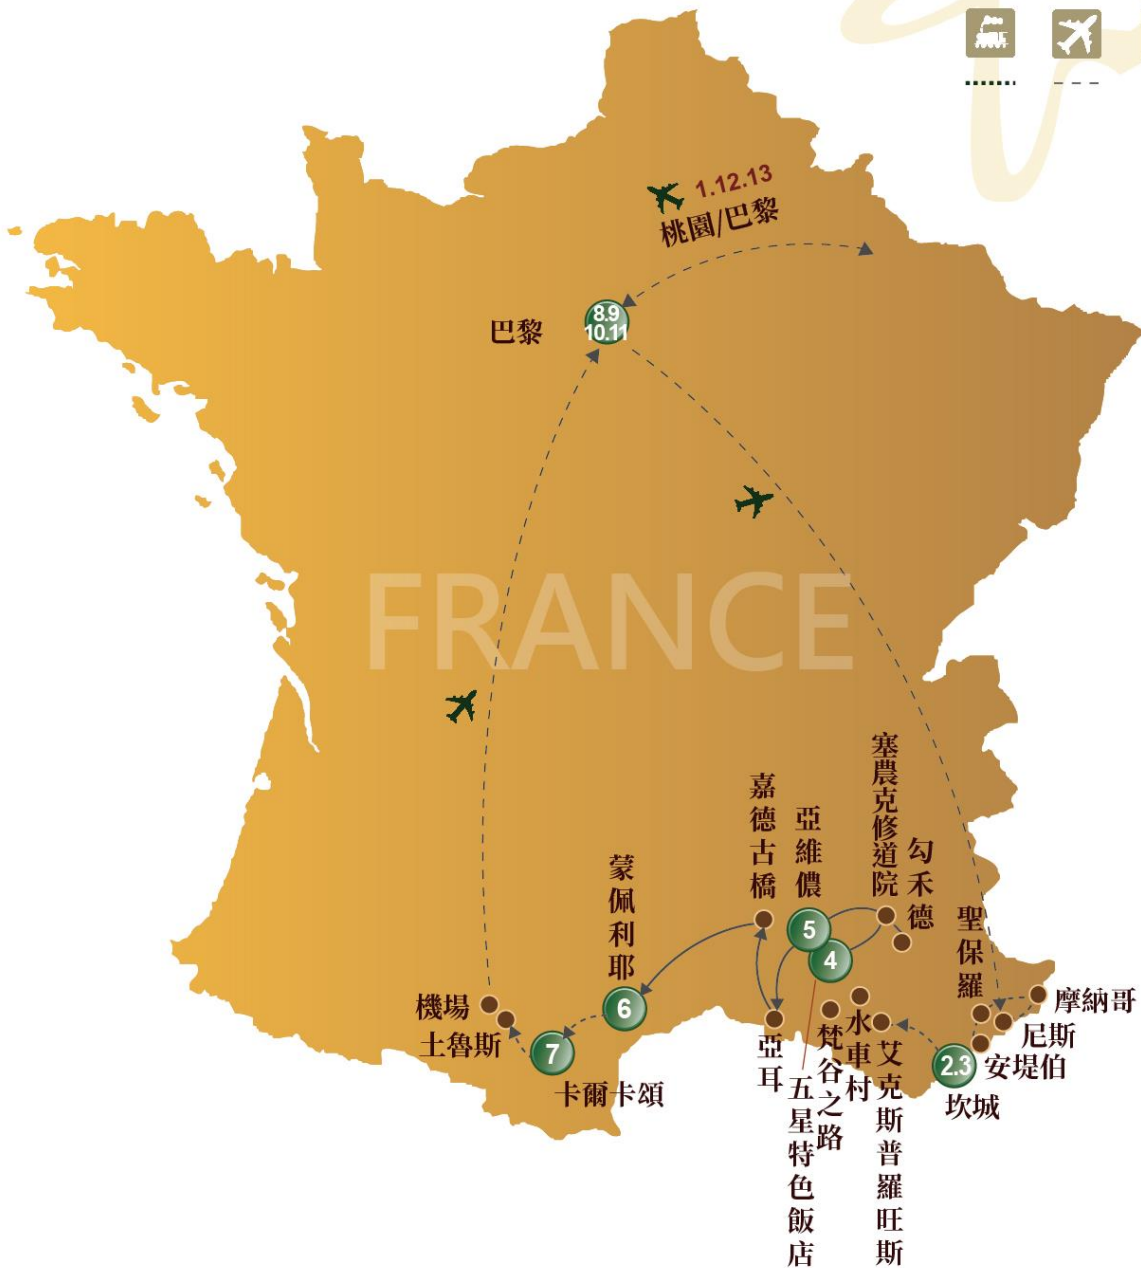 1.12.13
桃園/巴黎
巴黎
8.9
10.11
FRANCE
塞農克修道院
勾禾德
嘉德古橋
亞維儂
蒙佩利耶
聖保羅
5
4
6
7
2.3
機場
土魯斯
卡爾卡頌
亞耳
五星特色飯店
梵谷之路
水車村
艾克斯普羅旺斯
摩納哥
尼斯
安堤伯
坎城